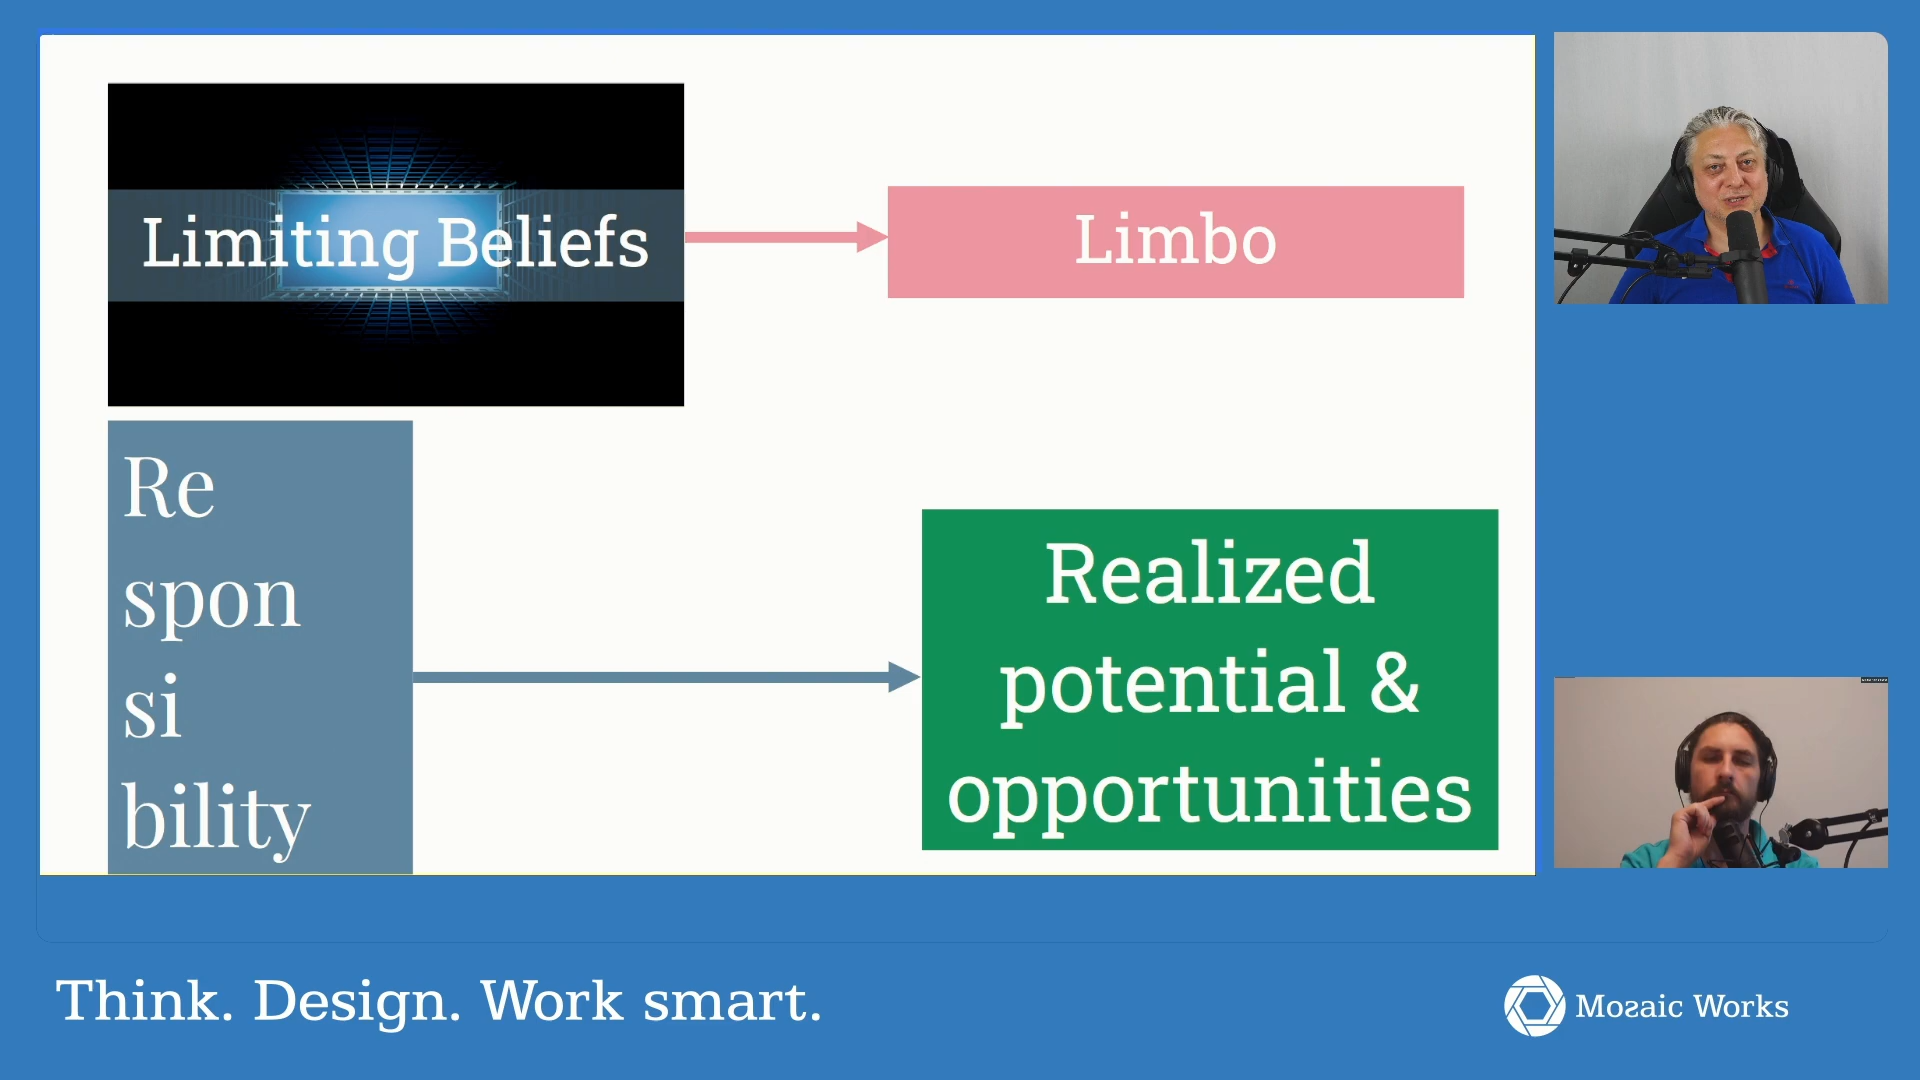 Limiting Beliefs
Limbo
Re
spon
si
bility
Realized
potential &
opportunities
Think. Design. Work smart.
Mozaic Works